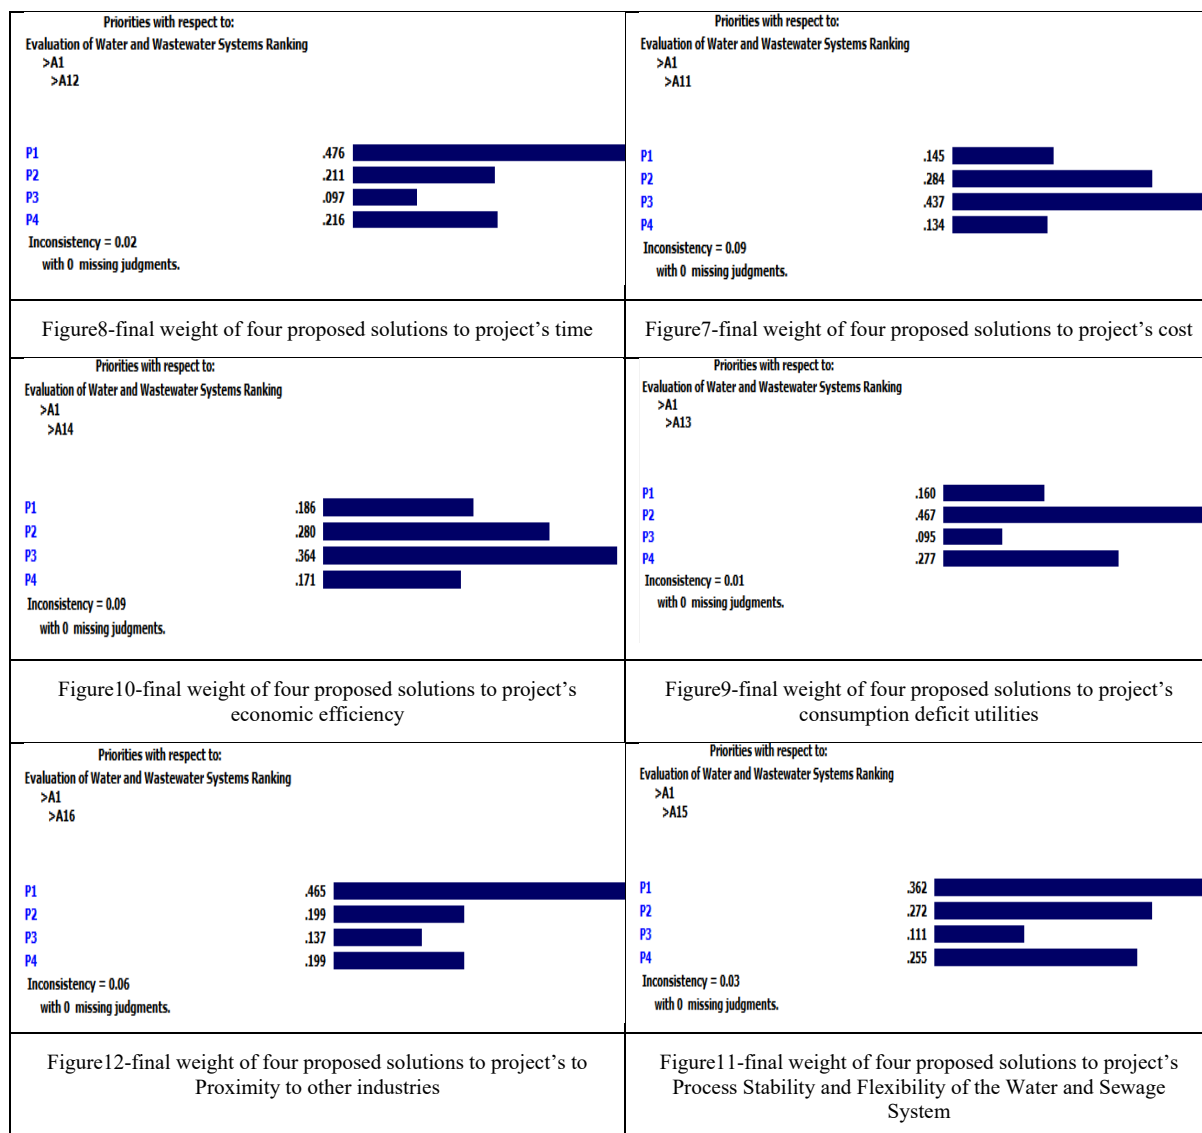 Priorities with respect to:
Evaluation of Water and Wastewater Systems Ranking
>A1
>A12
P1 .476
P2 .211
P3 .097
P4 .216
Inconsistency = 0.02
with 0 missing judgments.
Priorities with respect to:
Evaluation of Water and Wastewater Systems Ranking
>A1
>A11
P1 .145
P2 .284
P3 .437
P4 .134
Inconsistency = 0.09
with 0 missing judgments.
Figure8-final weight of four proposed solutions to project's time
Figure7-final weight of four proposed solutions to project's cost
Priorities with respect to:
Evaluation of Water and Wastewater Systems Ranking
>A1
>A14
P1 .186
P2 .280
P3 .364
P4 .171
Inconsistency = 0.09
with 0 missing judgments.
Priorities with respect to:
Evaluation of Water and Wastewater Systems Ranking
>A1
>A13
P1 .160
P2 .467
P3 .095
P4 .277
Inconsistency = 0.01
with 0 missing judgments.
Figure10-final weight of four proposed solutions to project's
economic efficiency
Figure9-final weight of four proposed solutions to project's
consumption deficit utilities
Priorities with respect to:
Evaluation of Water and Wastewater Systems Ranking
>A1
>A16
P1 .465
P2 .199
P3 .137
P4 .199
Inconsistency = 0.06
with 0 missing judgments.
Priorities with respect to:
Evaluation of Water and Wastewater Systems Ranking
>A1
>A15
P1 .362
P2 .272
P3 .111
P4 .255
Inconsistency = 0.03
with 0 missing judgments.
Figure12-final weight of four proposed solutions to project's to
Proximity to other industries
Figure11-final weight of four proposed solutions to project's
Process Stability and Flexibility of the Water and Sewage
System